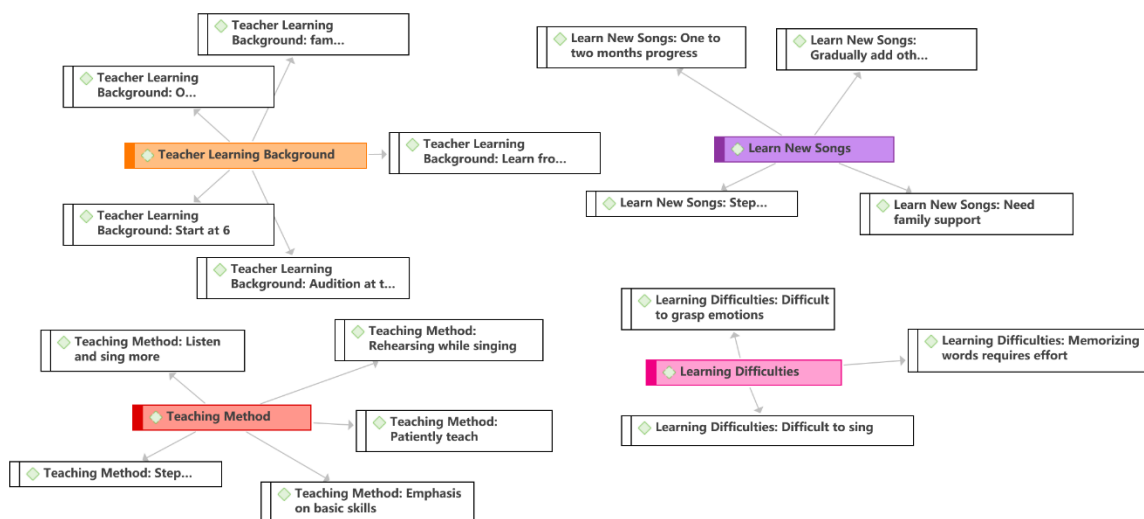 Teacher Learning
Background: fam...
Teacher Learning
Background: O...
Teacher Learning Background
Teacher Learning
Background: Learn fro...
Teacher Learning
Background: Start at 6
Teacher Learning
Background: Audition at t...
Learn New Songs: One to
two months progress
Learn New Songs:
Gradually add oth...
Learn New Songs
Learn New Songs: Step...
Learn New Songs: Need
family support
Teaching Method: Listen
and sing more
Teaching Method:
Rehearsing while singing
Teaching Method
Teaching Method:
Patiently teach
Teaching Method: Step...
Teaching Method: Emphasis
on basic skills
Learning Difficulties: Difficult
to grasp emotions
Learning Difficulties: Memorizing
words requires effort
Learning Difficulties
Learning Difficulties: Difficult to sing